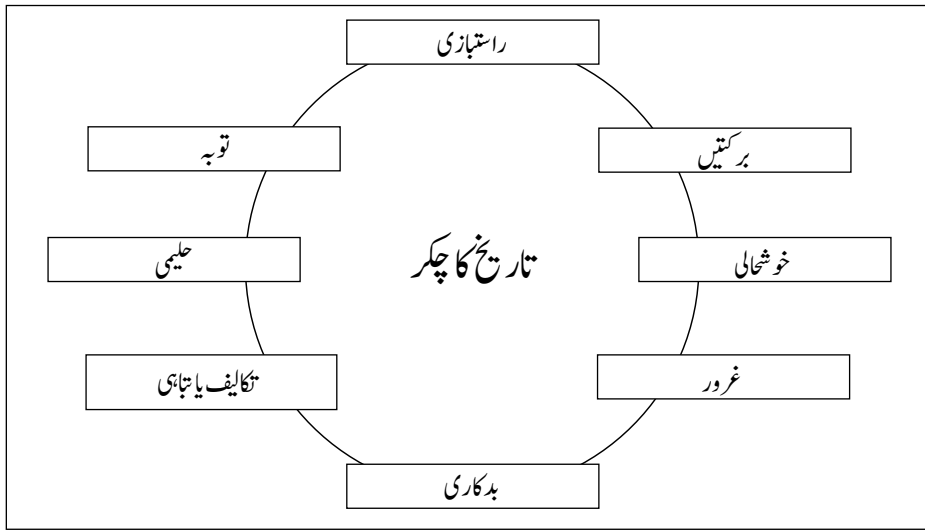 راستبازی
برکتیں
توبہ
خوشحالی
تاریخ کا چکر
حلیمی
غرور
تکالیف یا تباہی
بدکاری